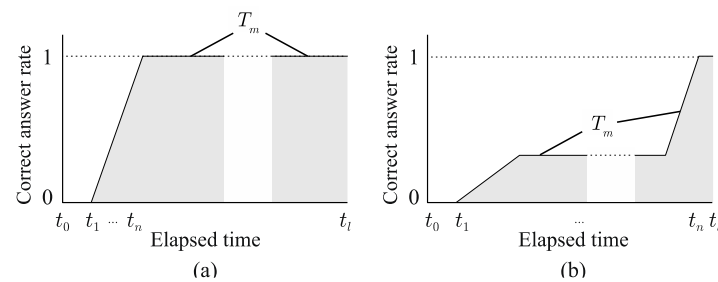 T_m
Correct answer rate
1
0
t_0 t_1 ... t_n t_l
Elapsed time
(a)
Correct answer rate
1
T_m
0
t_0 t_1 ... t_n
Elapsed time
(b)